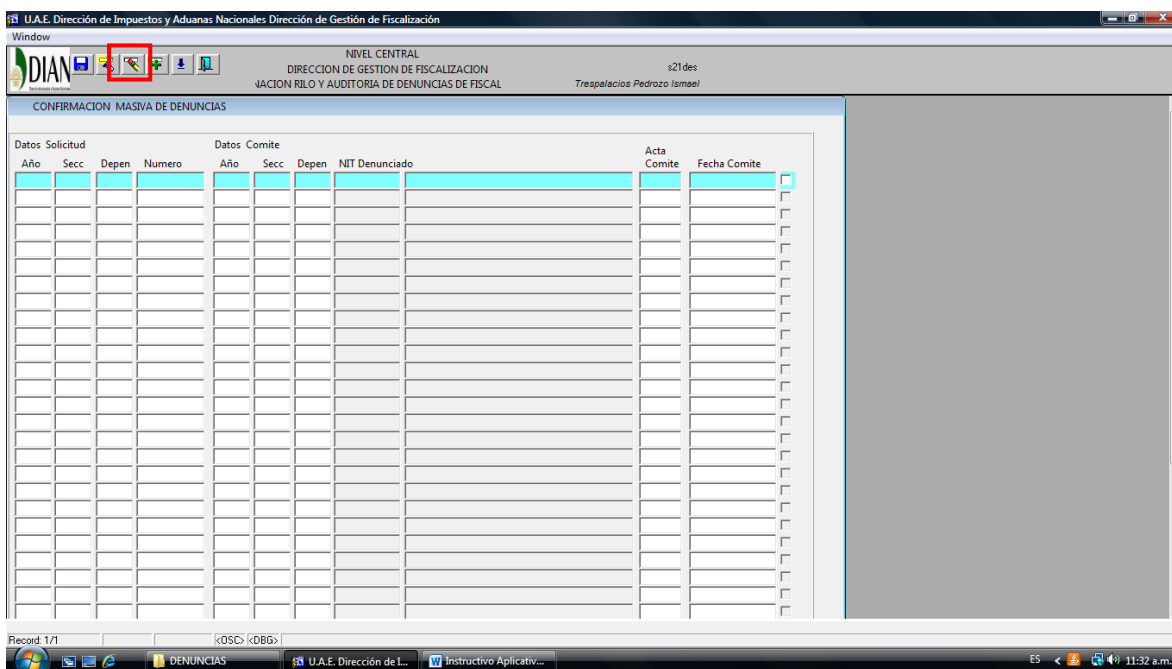 U.A.E. Dirección de Impuestos y Aduanas Nacionales Dirección de Gestión de Fiscalización
Window
DIAN
NIVEL CENTRAL
DIRECCION DE GESTION DE FISCALIZACION
NACION RILO Y AUDITORIA DE DENUNCIAS DE FISCAL
s21des
Trespalacios Pedrozo Ismael
CONFIRMACION MASIVA DE DENUNCIAS
Datos Solicitud
Datos Comite
Año Secc Depen Numero Año Secc Depen NIT Denunciado Acta Comite Fecha Comite
Record: 1/1 <OSC> <DBG>
DENUNCIAS U.A.E. Dirección de I... Instructivo Aplicativ... ES 11:32 a.m.